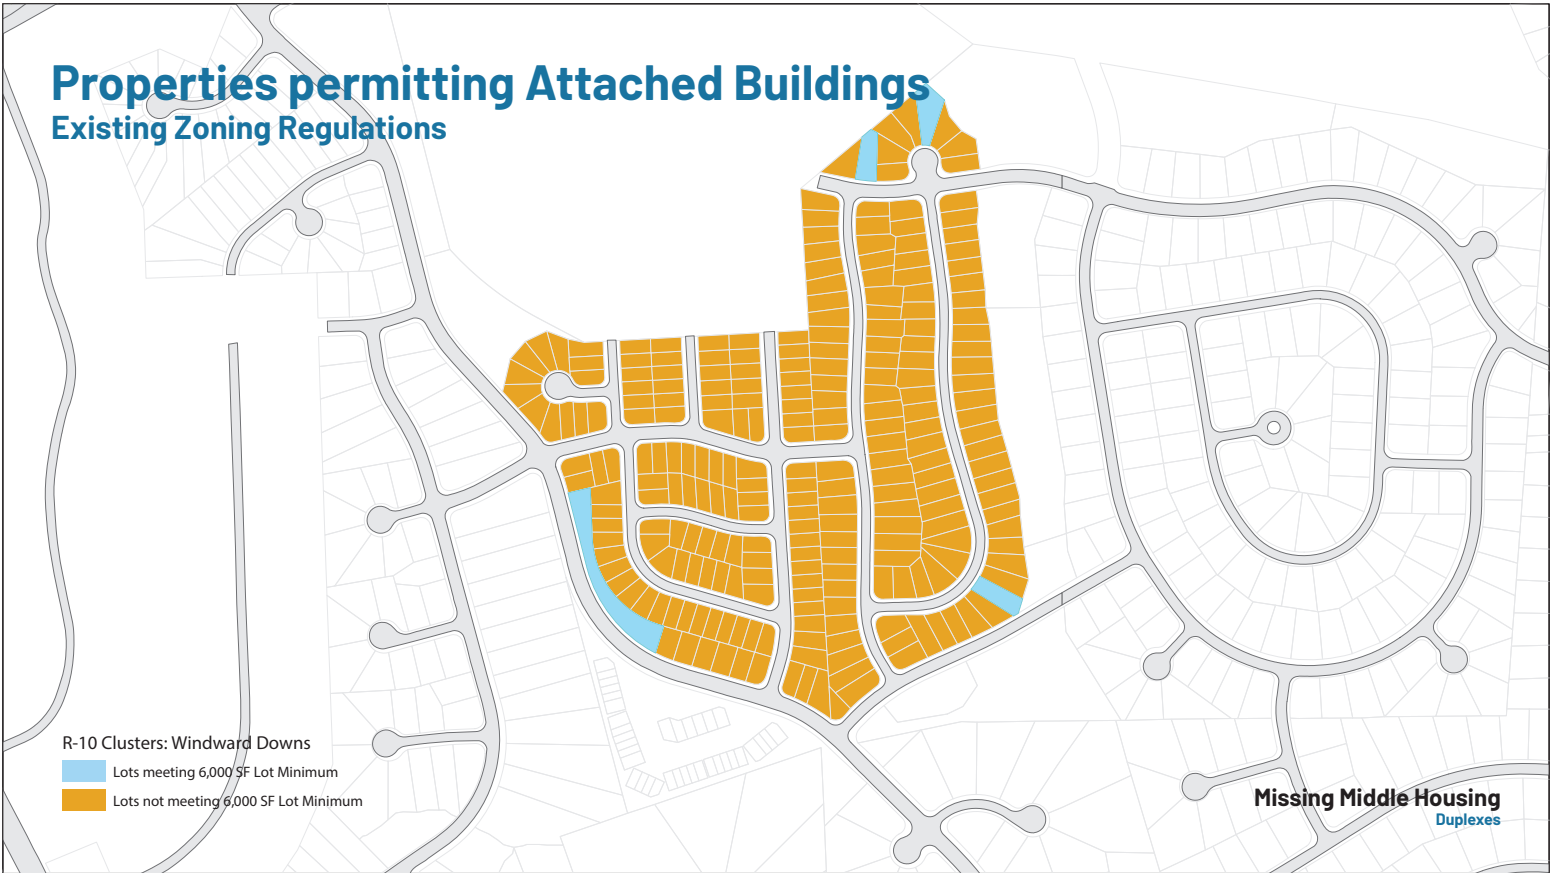 Properties permitting Attached Buildings
Existing Zoning Regulations
R-10 Clusters: Windward Downs
Lots meeting 6,000 SF Lot Minimum
Lots not meeting 6,000 SF Lot Minimum
Missing Middle Housing
Duplexes